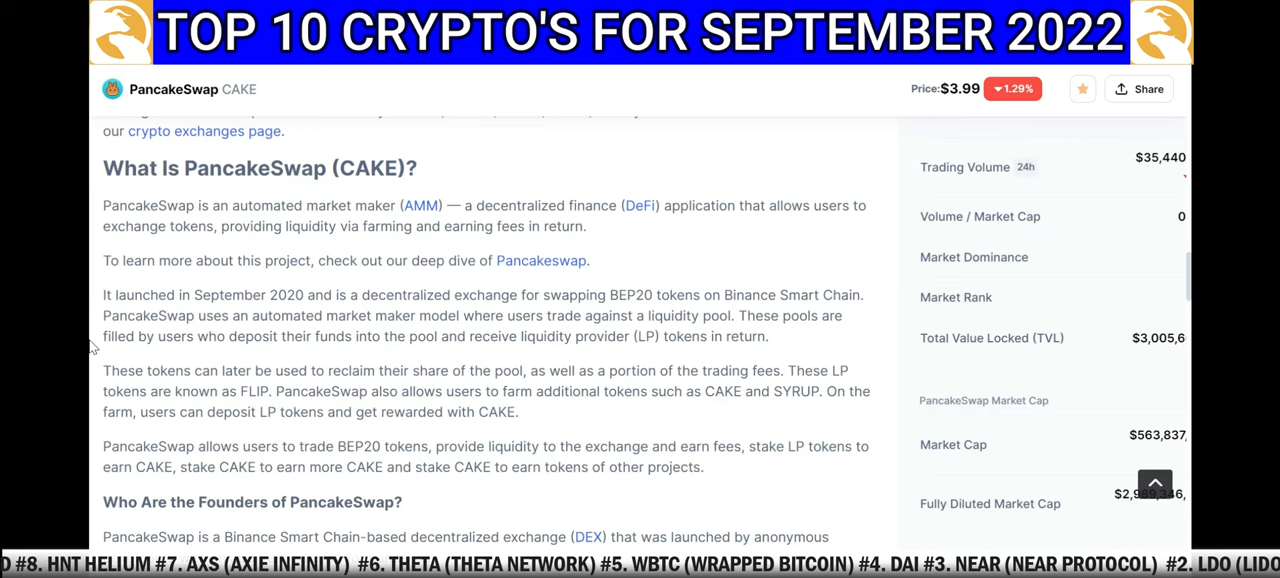 TOP 10 CRYPTO'S FOR SEPTEMBER 2022
PancakeSwap CAKE
Price:$3.99 1.29%
Share
our crypto exchanges page.
What Is PancakeSwap (CAKE)?
PancakeSwap is an automated market maker (AMM) — a decentralized finance (DeFi) application that allows users to
exchange tokens, providing liquidity via farming and earning fees in return.
To learn more about this project, check out our deep dive of Pancakeswap.
It launched in September 2020 and is a decentralized exchange for swapping BEP20 tokens on Binance Smart Chain.
PancakeSwap uses an automated market maker model where users trade against a liquidity pool. These pools are
filled by users who deposit their funds into the pool and receive liquidity provider (LP) tokens in return.
These tokens can later be used to reclaim their share of the pool, as well as a portion of the trading fees. These LP
tokens are known as FLIP. PancakeSwap also allows users to farm additional tokens such as CAKE and SYRUP. On the
farm, users can deposit LP tokens and get rewarded with CAKE.
PancakeSwap allows users to trade BEP20 tokens, provide liquidity to the exchange and earn fees, stake LP tokens to
earn CAKE, stake CAKE to earn more CAKE and stake CAKE to earn tokens of other projects.
Who Are the Founders of PancakeSwap?
PancakeSwap is a Binance Smart Chain-based decentralized exchange (DEX) that was launched by anonymous
Trading Volume 24h $35,440
Volume / Market Cap 0
Market Dominance
Market Rank
Total Value Locked (TVL) $3,005,6
PancakeSwap Market Cap
Market Cap $563,837,
Fully Diluted Market Cap $2,989,346,
D #8. HNT HELIUM #7. AXS (AXIE INFINITY) #6. THETA (THETA NETWORK) #5. WBTC (WRAPPED BITCOIN) #4. DAI #3. NEAR (NEAR PROTOCOL) #2. LDO (LIDO